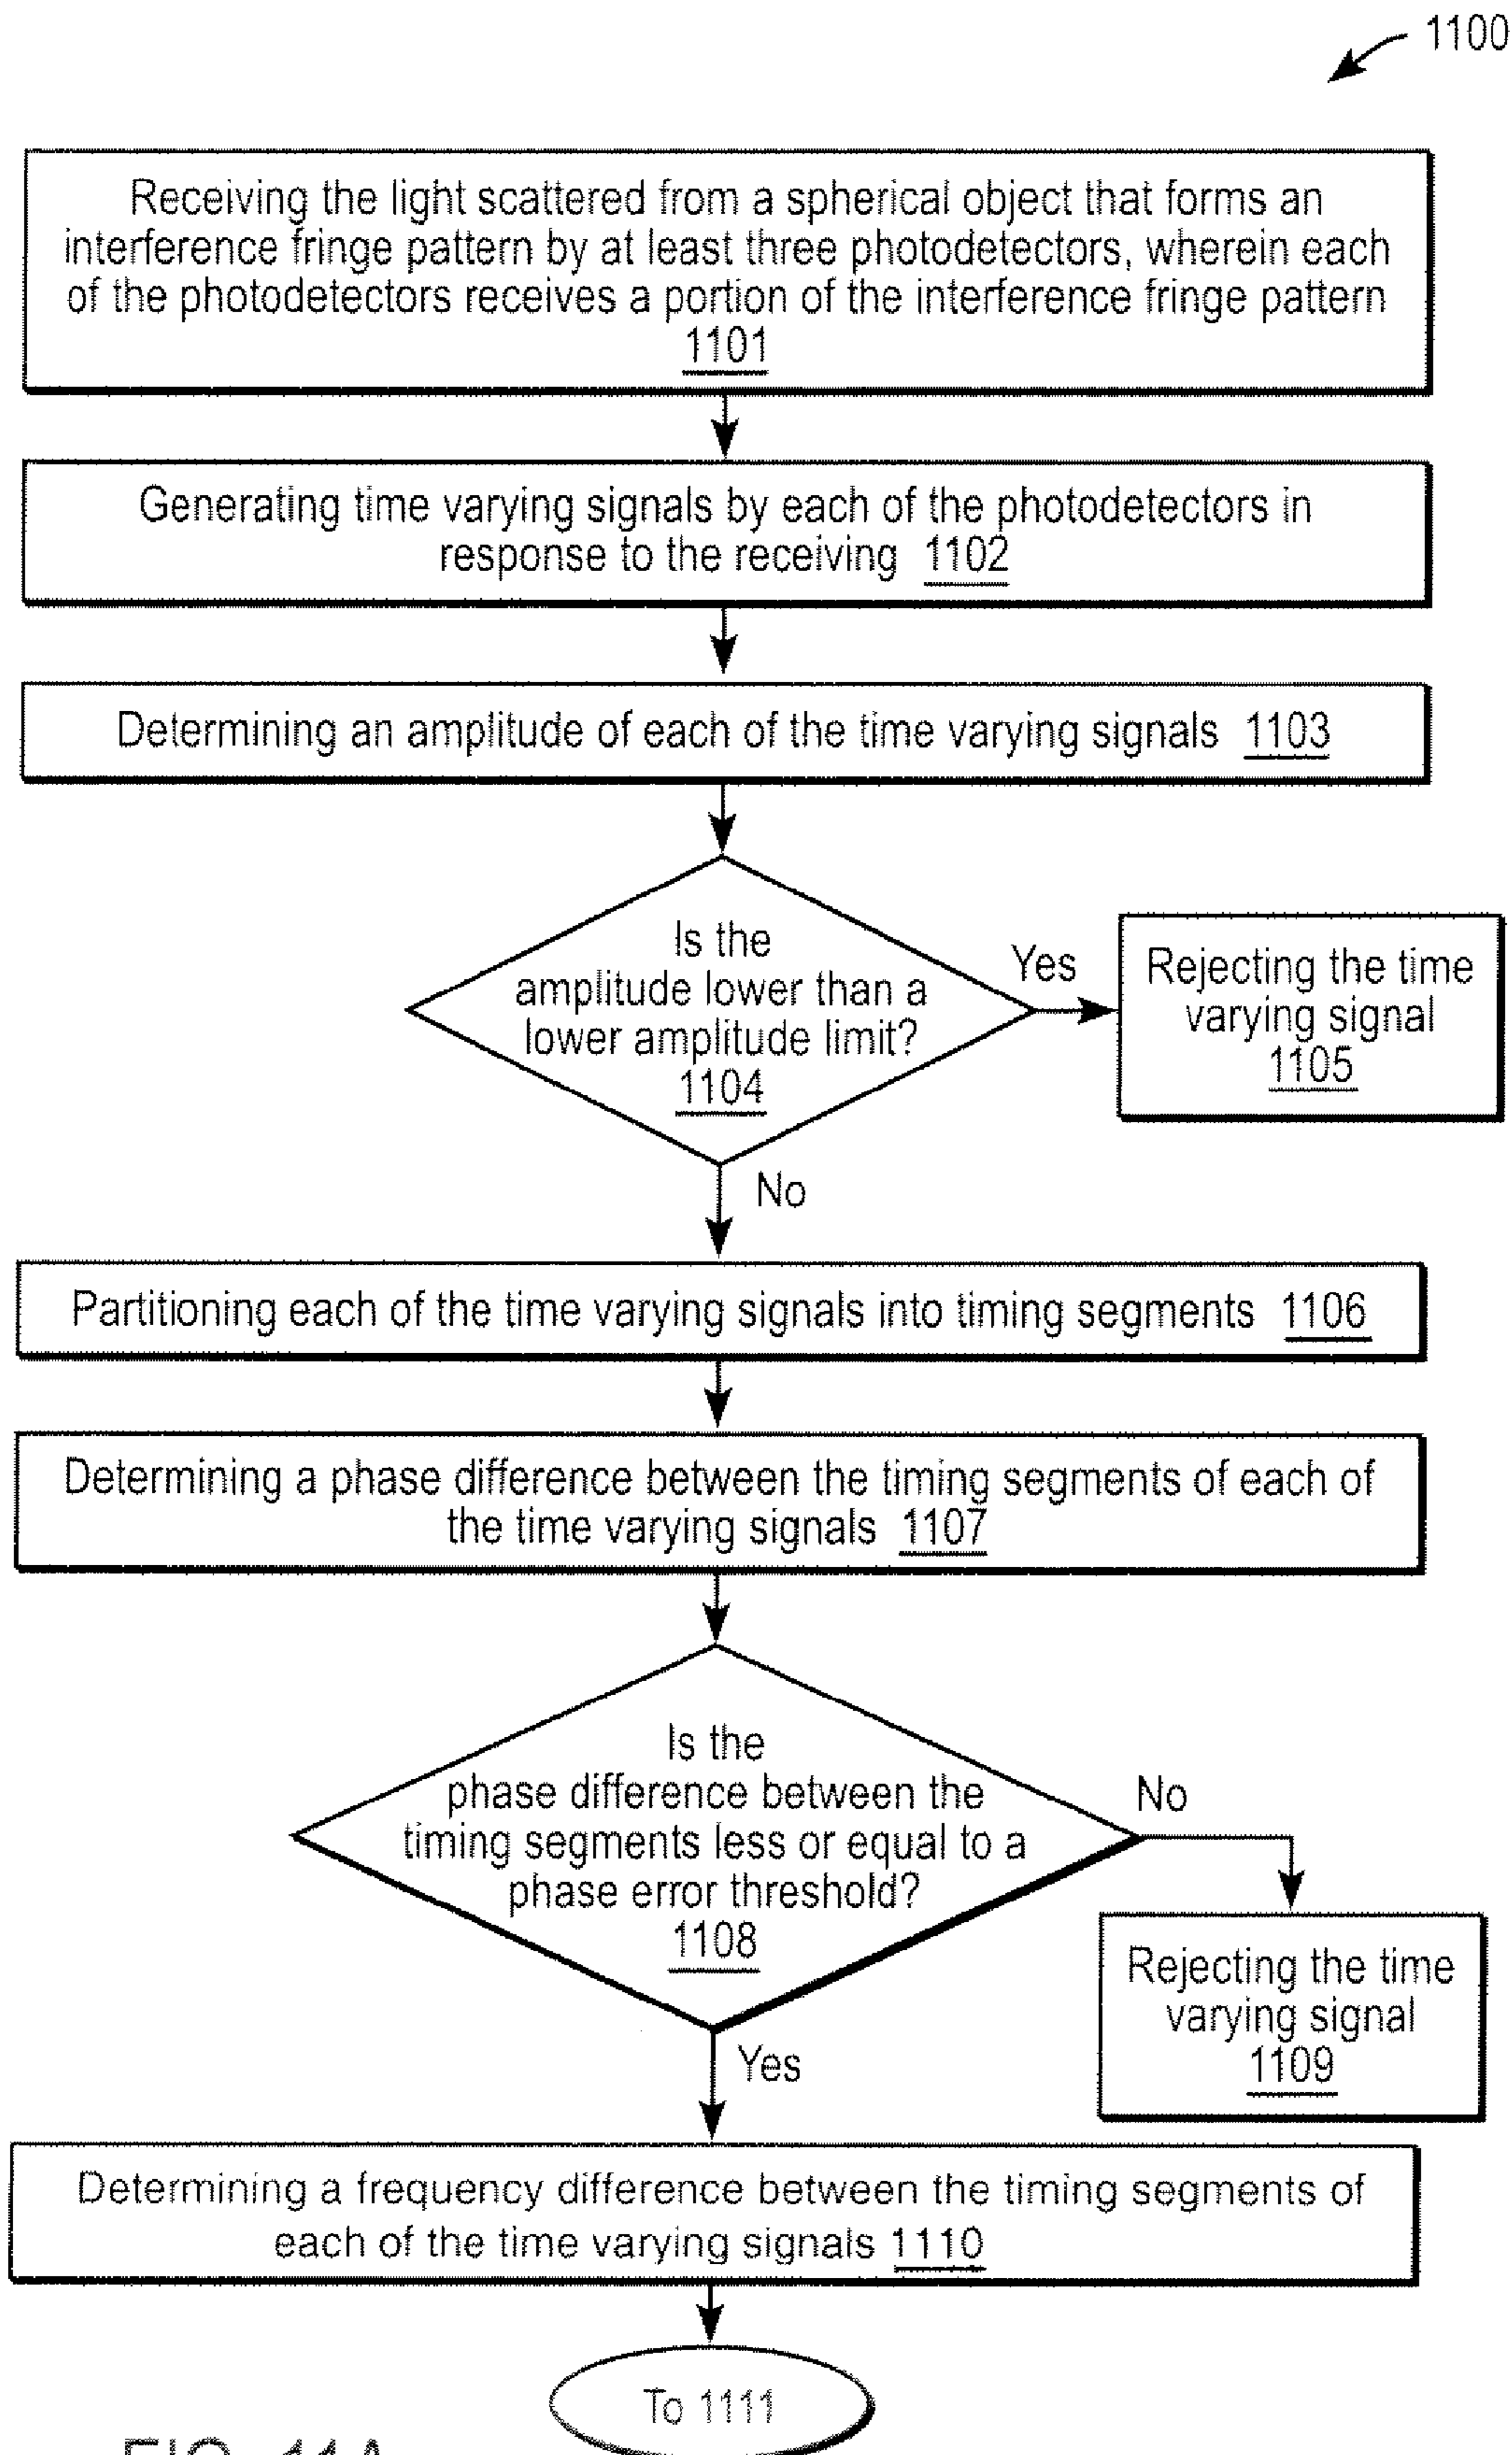 1100
Receiving the light scattered from a spherical object that forms an
interference fringe pattern by at least three photodetectors, wherein each
of the photodetectors receives a portion of the interference fringe pattern
1101
Generating time varying signals by each of the photodetectors in
response to the receiving 1102
Determining an amplitude of each of the time varying signals 1103
Is the
amplitude lower than a
lower amplitude limit?
1104
Yes
Rejecting the time
varying signal
1105
No
Partitioning each of the time varying signals into timing segments 1106
Determining a phase difference between the timing segments of each of
the time varying signals 1107
Is the
phase difference between the
timing segments less or equal to a
phase error threshold?
1108
No
Rejecting the time
varying signal
1109
Yes
Determining a frequency difference between the timing segments of
each of the time varying signals 1110
To 1111
FIG. 11A